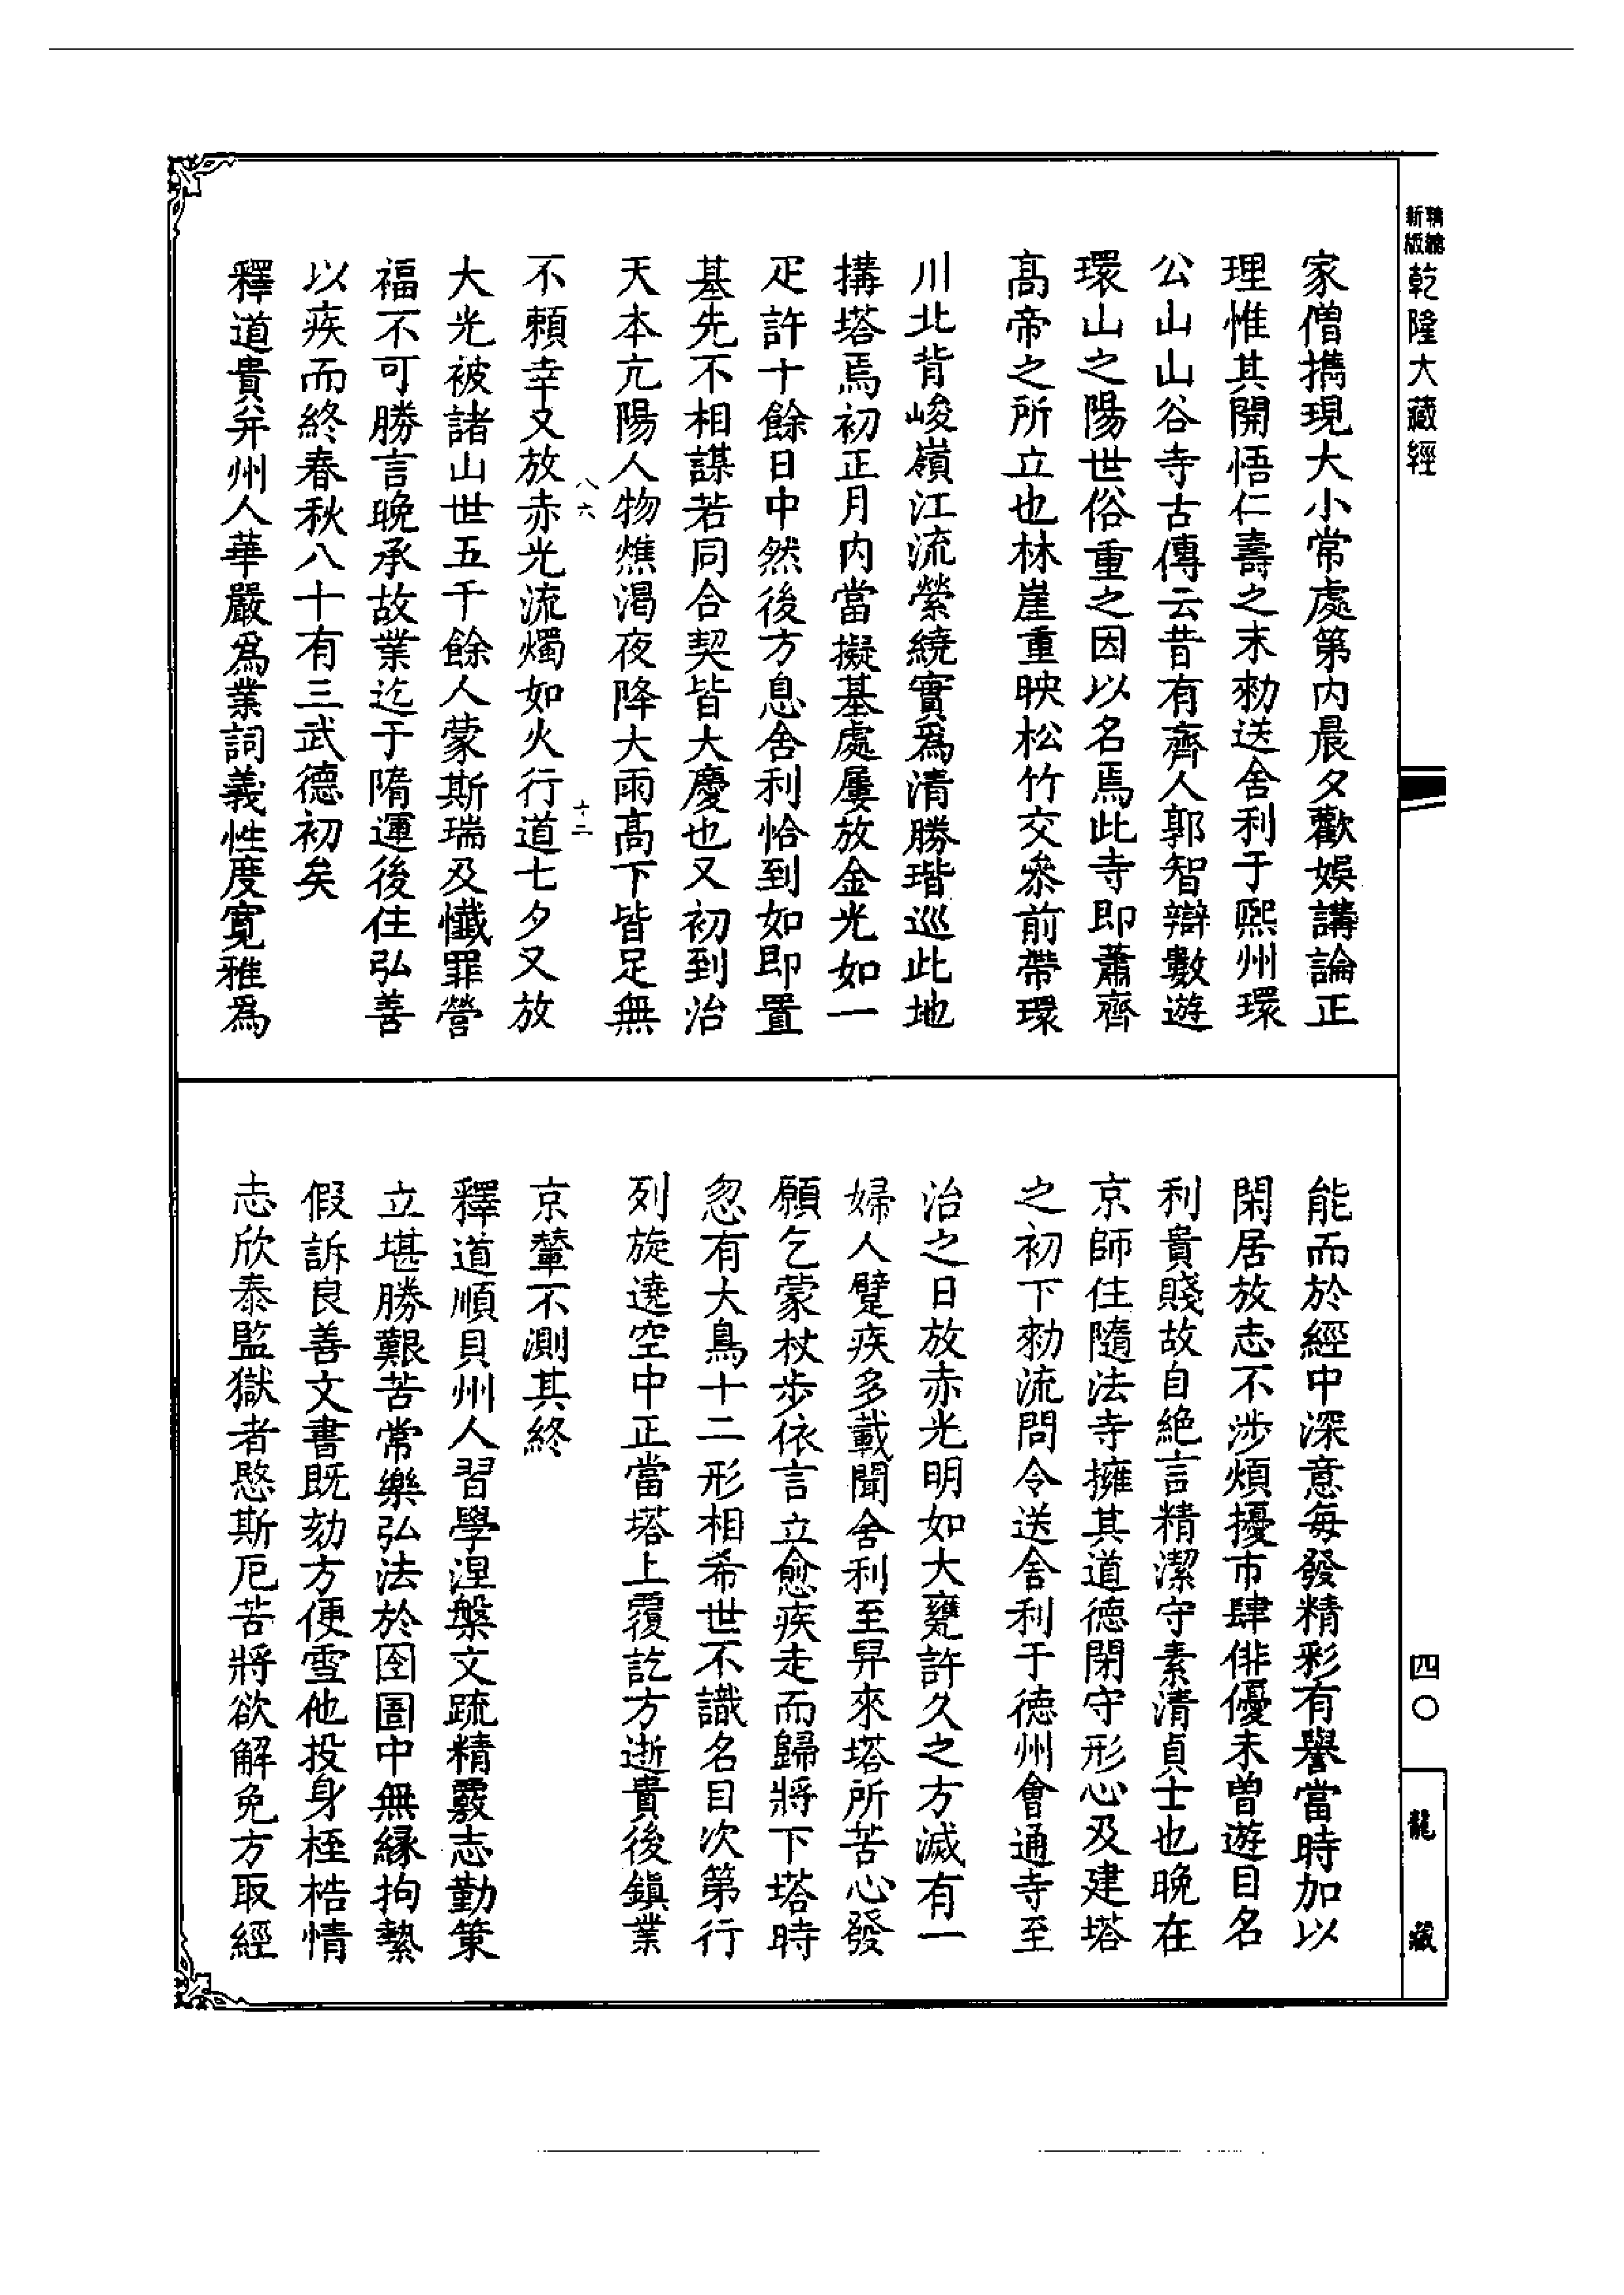 新版精縮乾隆大藏經
家僧擕現大小常處第內晨夕歡娛講論正
理惟其開悟仁壽之末勑送舍利于熙州環
公山山谷寺古傳云昔有齊人郭智辯數遊
環山之陽世俗重之因以名焉此寺即蕭齊
高帝之所立也林崖重映松竹交參前帶環
川北背峻嶺江流縈繞實爲清勝瑎巡此地
搆塔焉初正月內當擬基處屢放金光如一
疋許十餘日中然後方息舍利恰到如即置
基先不相謀若同合契皆大慶也又初到治
天本亢陽人物燋渴夜降大雨高下皆足無
八六
十二
不賴幸又放赤光流燭如火行道七夕又放
大光被諸山世五千餘人蒙斯瑞及懺罪營
福不可勝言晚承故業迄于隋運後住弘善
以疾而終春秋八十有三武德初矣
釋道貴并州人華嚴爲業詞義性度寬雅爲
能而於經中深意每發精彩有譽當時加以
閑居放志不涉煩擾市肆俳優未曽遊目名
利貴賤故自絕言精潔守素清貞士也晚在
京師住隨法寺擁其道德閉守形心及建塔
之初下勑流問令送舍利于德州會通寺至
治之日放赤光明如大甕許久之方滅有一
婦人躄疾多載聞舍利至舁來塔所苦心發
願乞蒙杖步依言立愈疾走而歸將下塔時
忽有大鳥十二形相希世不識名目次第行
列旋遶空中正當塔上覆訖方逝貴後鎭業
京輦不測其終
釋道順貝州人習學涅槃文疏精覈志勤策
立堪勝艱苦常樂弘法於囹圄中無縁拘縶
假訴良善文書既劾方便雪他投身桎梏情
志欣泰監獄者愍斯厄苦將欲解免方取經
四〇
龍藏